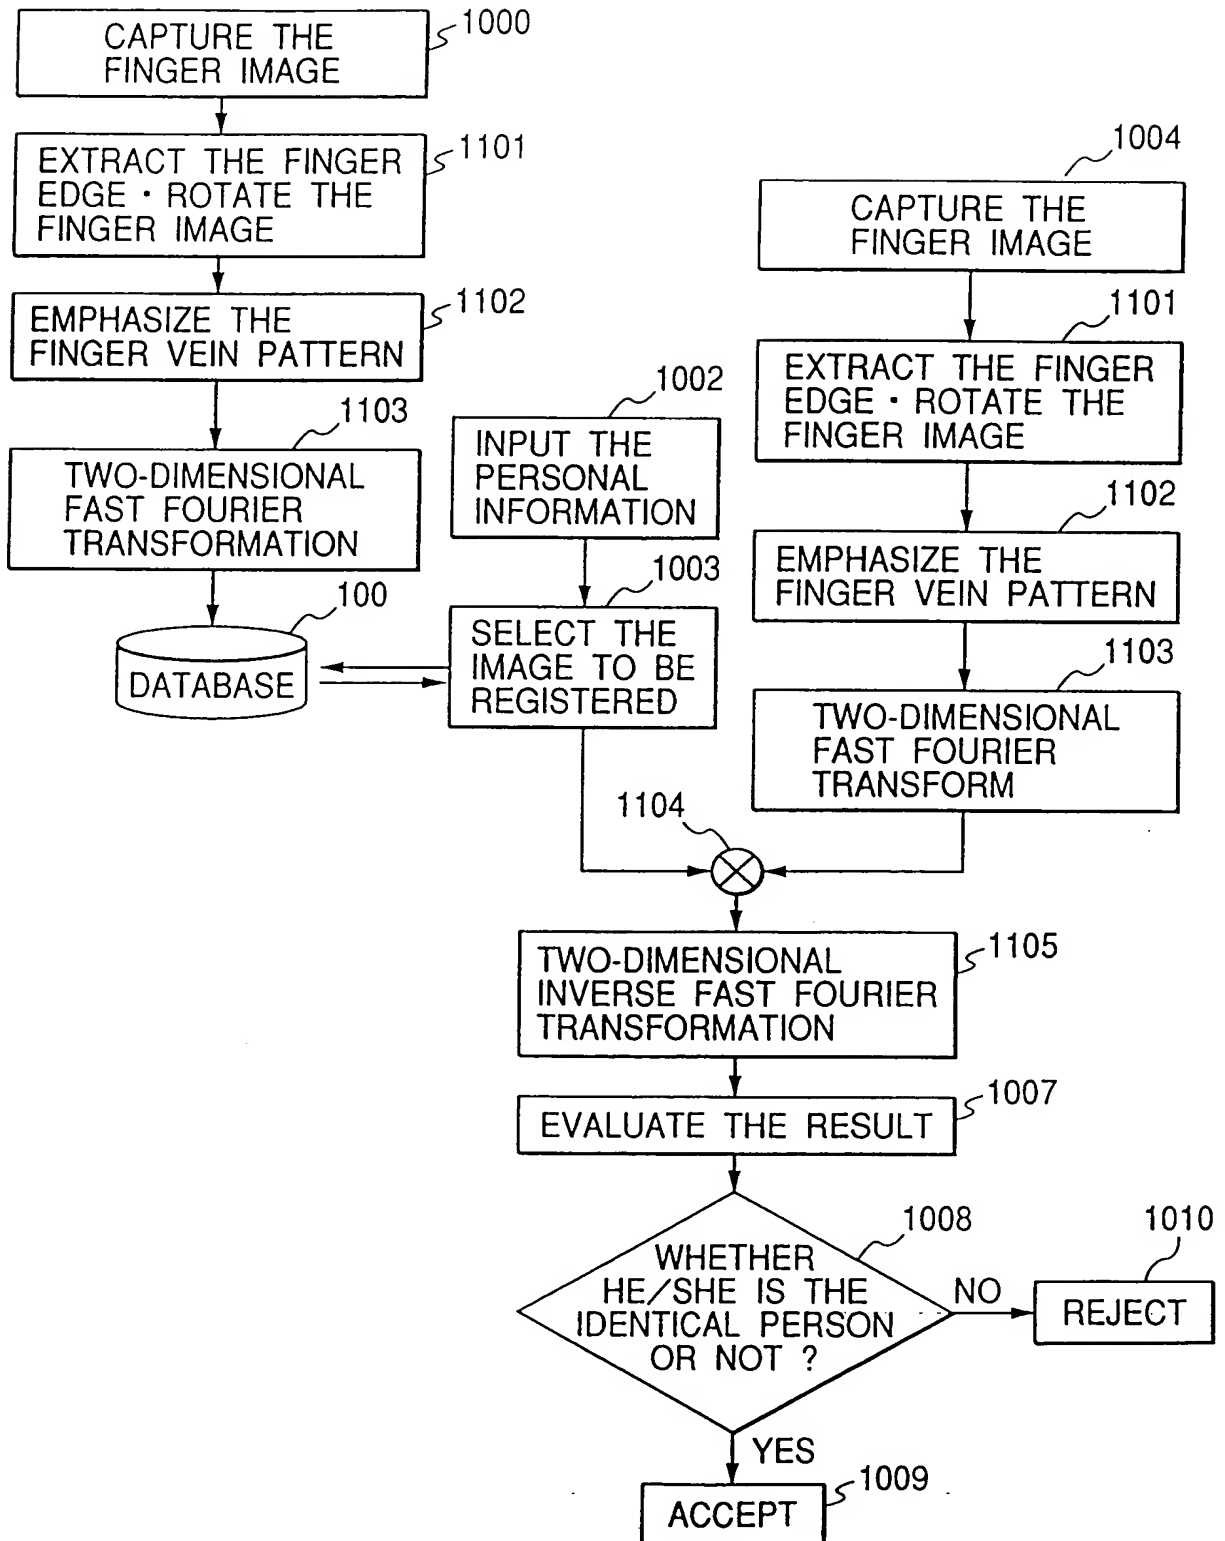 1000
CAPTURE THE
FINGER IMAGE
1101
EXTRACT THE FINGER
EDGE・ROTATE THE
FINGER IMAGE
1102
EMPHASIZE THE
FINGER VEIN PATTERN
1103
TWO-DIMENSIONAL
FAST FOURIER
TRANSFORMATION
100
DATABASE
1002
INPUT THE
PERSONAL
INFORMATION
1003
SELECT THE
IMAGE TO BE
REGISTERED
1004
CAPTURE THE
FINGER IMAGE
1101
EXTRACT THE FINGER
EDGE・ROTATE THE
FINGER IMAGE
1102
EMPHASIZE THE
FINGER VEIN PATTERN
1103
TWO-DIMENSIONAL
FAST FOURIER
TRANSFORM
1104
1105
TWO-DIMENSIONAL
INVERSE FAST FOURIER
TRANSFORMATION
1007
EVALUATE THE RESULT
1008
WHETHER
HE/SHE IS THE
IDENTICAL PERSON
OR NOT ?
NO
1010
REJECT
YES
1009
ACCEPT